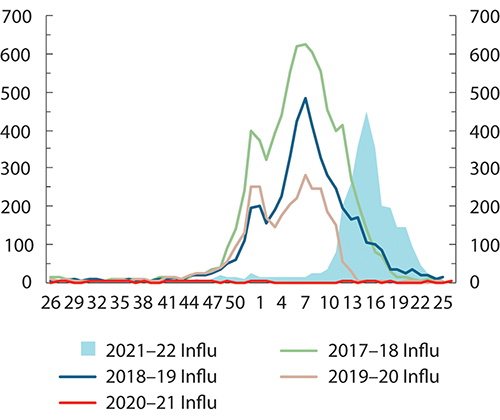 700 700
600 600
500 500
400 400
300 300
200 200
100 100
0 0
26 29 32 35 38 41 44 47 50 1 4 7 10 13 16 19 22 25
2021–22 Influ 2017–18 Influ
2018–19 Influ 2019–20 Influ
2020–21 Influ